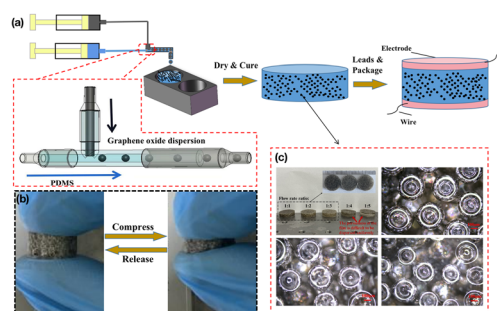 (a)
Dry & Cure
Leads &
Package
Electrode
Wire
Graphene oxide dispersion
PDMS
(b)
Compress
Release
(c)
Flow rate ratio:
1:1 1:2 1:3 1:4 1:5